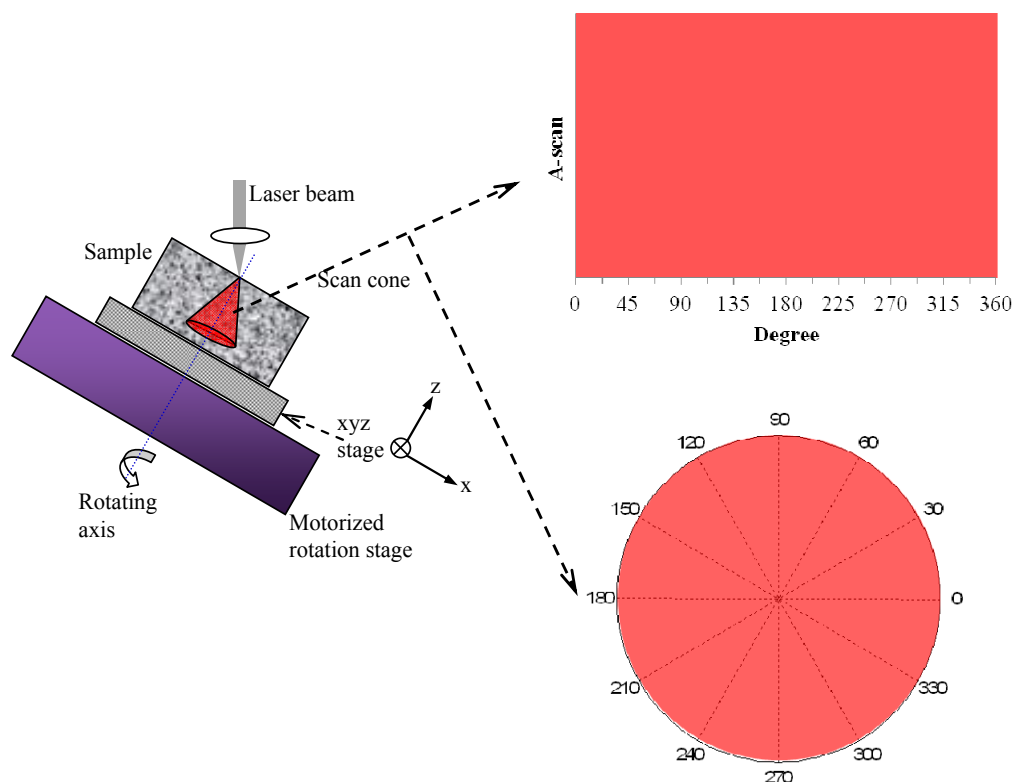 Laser beam
Sample
Scan cone
xyz
stage
z
x
Rotating
axis
Motorized
rotation stage
A-scan
0 45 90 135 180 225 270 315 360
Degree
90
120 60
150 30
180 0
210 330
240 300
270